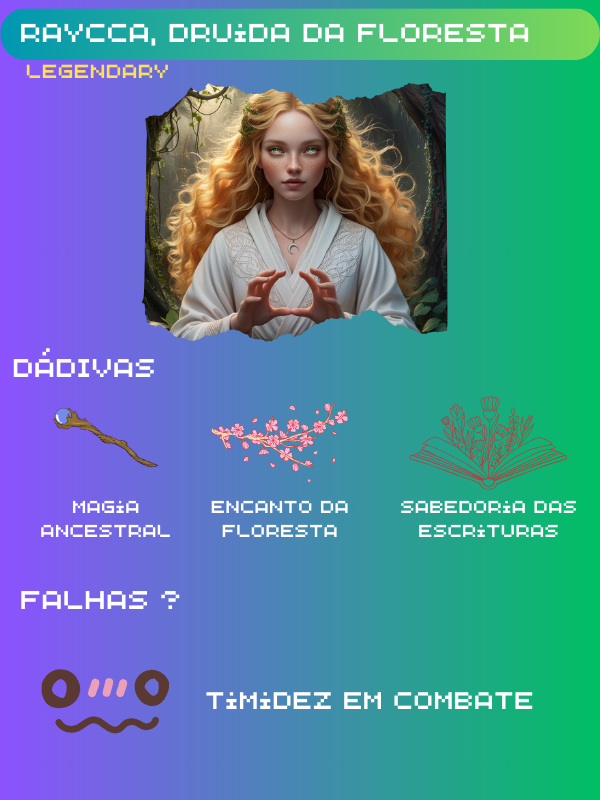 RAYCCA, DRUiDA DA FLORESTA
LEGENDARY
DÁDIVAS
MAGiA
ANCESTRAL
ENCANTO DA
FLORESTA
SABEDORiA DAS
ESCRiTURAS
FALHAS ?
TiMiDEZ EM COMBATE